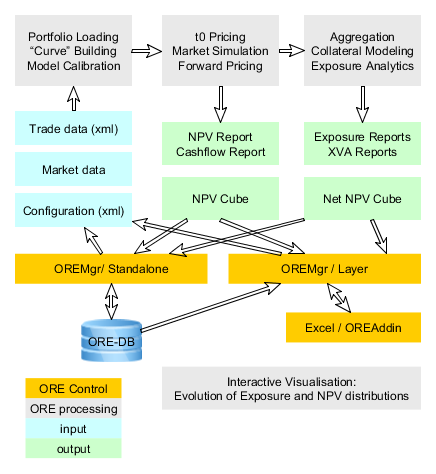 Portfolio Loading
“Curve” Building
Model Calibration
t0 Pricing
Market Simulation
Forward Pricing
Aggregation
Collateral Modeling
Exposure Analytics
Trade data (xml)
Market data
Configuration (xml)
NPV Report
Cashflow Report
Exposure Reports
XVA Reports
NPV Cube
Net NPV Cube
OREMgr/ Standalone
OREMgr / Layer
Excel / OREAddin
ORE-DB
ORE Control
ORE processing
input
output
Interactive Visualisation:
Evolution of Exposure and NPV distributions